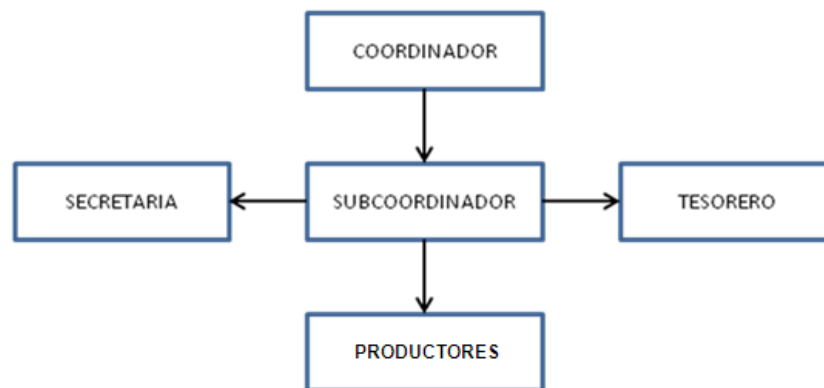 COORDINADOR
SECRETARIA
SUBCOORDINADOR
TESORERO
PRODUCTORES